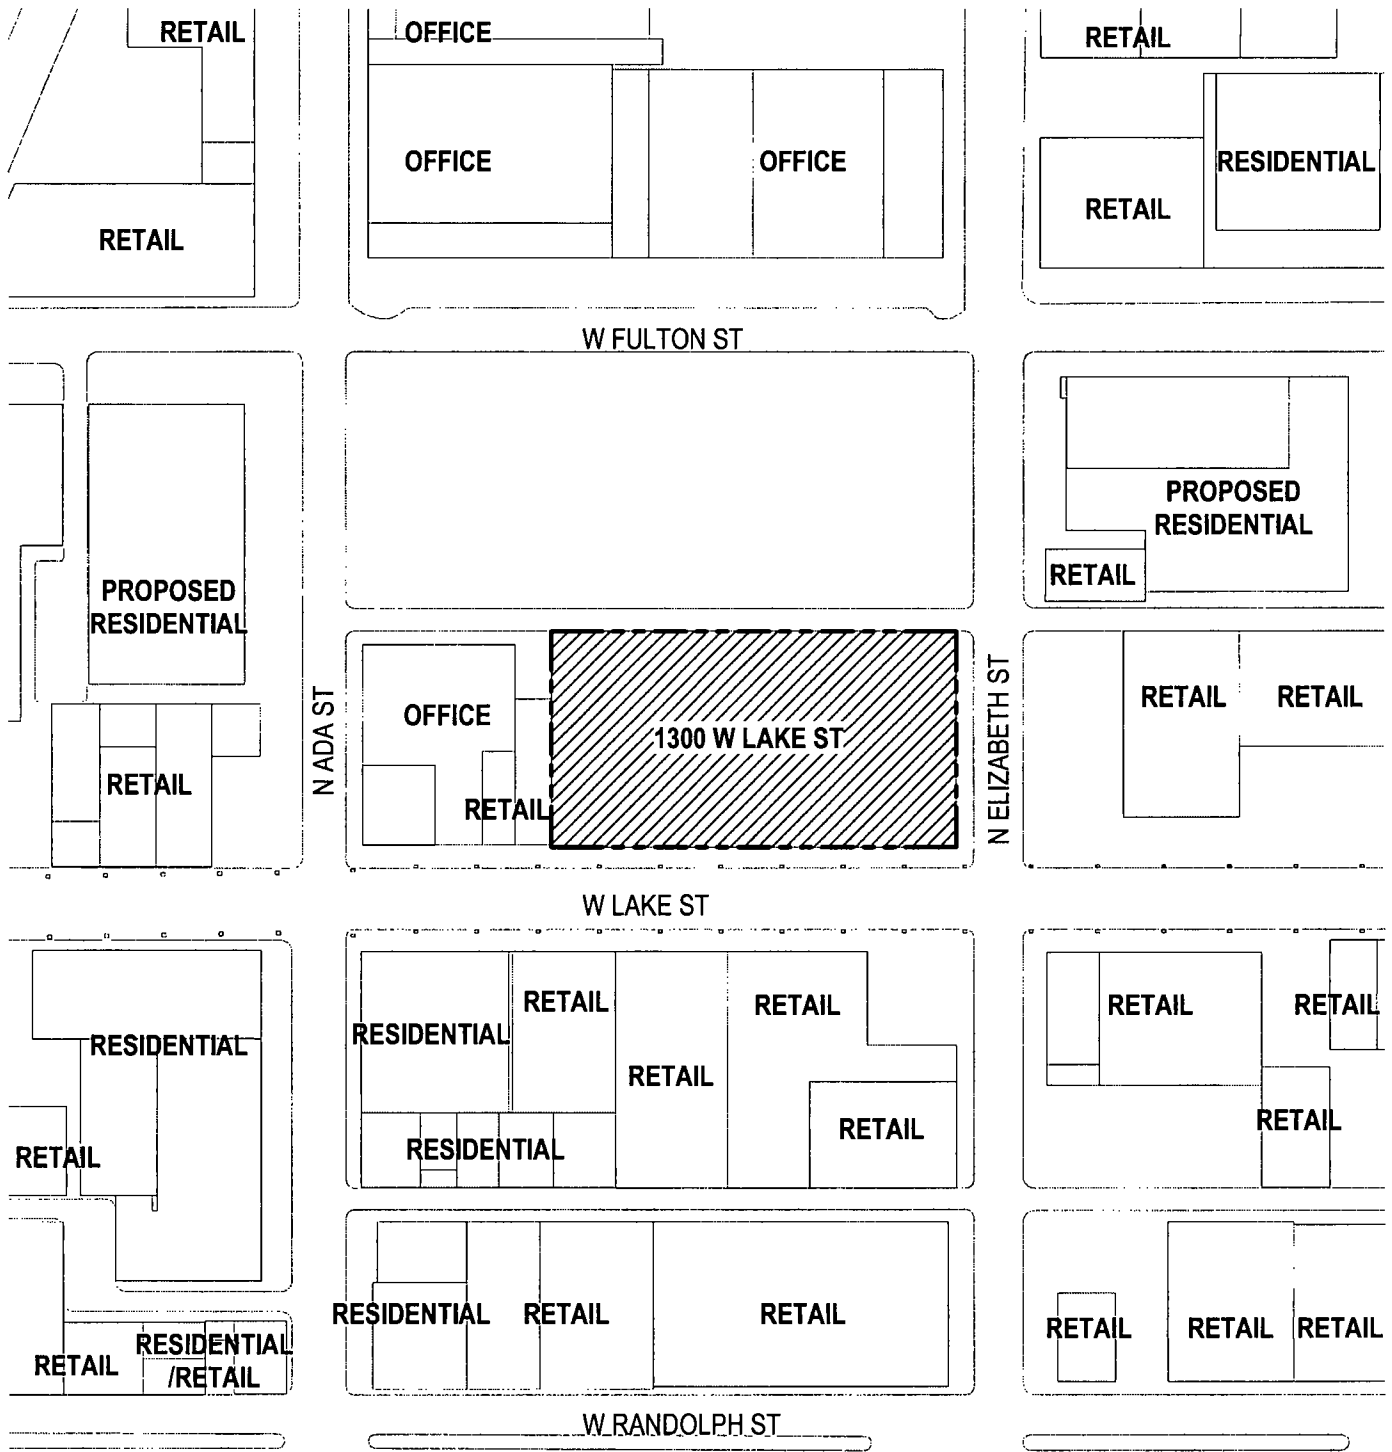 RETAIL
OFFICE
RETAIL
OFFICE
OFFICE
RESIDENTIAL
RETAIL
RETAIL
W FULTON ST
PROPOSED
RESIDENTIAL
RETAIL
PROPOSED
RESIDENTIAL
N ADA ST
OFFICE
1300 W LAKE ST
N ELIZABETH ST
RETAIL
RETAIL
RETAIL
RETAIL
W LAKE ST
RESIDENTIAL
RESIDENTIAL
RETAIL
RETAIL
RETAIL
RETAIL
RETAIL
RETAIL
RESIDENTIAL
RETAIL
RETAIL
RETAIL
RESIDENTIAL
RETAIL
RETAIL
RETAIL
RETAIL
RETAIL
RETAIL
RESIDENTIAL
/RETAIL
W RANDOLPH ST